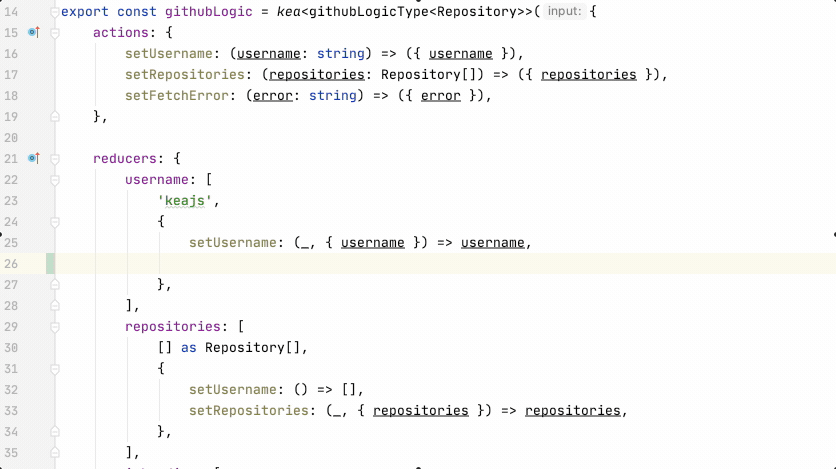 14 export const githubLogic = kea<githubLogicType<Repository>>( input: {
15 actions: {
16 setUsername: (username: string) => ({ username }),
17 setRepositories: (repositories: Repository[]) => ({ repositories }),
18 setFetchError: (error: string) => ({ error }),
19 },
20
21 reducers: {
22 username: [
23 'keajs',
24 {
25 setUsername: (_, { username }) => username,
26
27 },
28 ],
29 repositories: [
30 [] as Repository[],
31 {
32 setUsername: () => [],
33 setRepositories: (_, { repositories }) => repositories,
34 },
35 ],